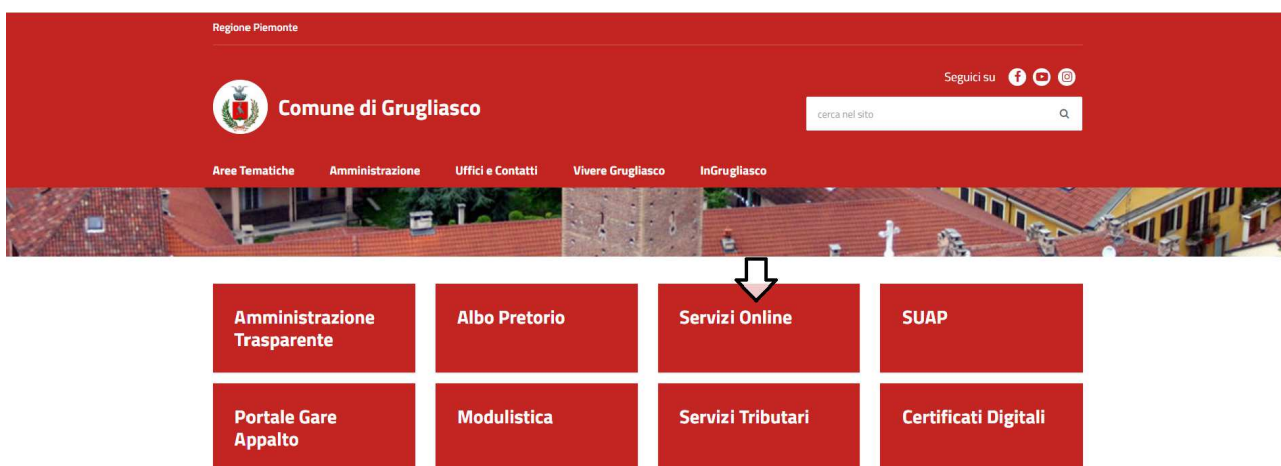 Regione Piemonte
Seguici su
Comune di Grugliasco
cerca nel sito
Aree Tematiche Amministrazione Uffici e Contatti Vivere Grugliasco InGrugliasco
Amministrazione
Trasparente
Albo Pretorio
Servizi Online
SUAP
Portale Gare
Appalto
Modulistica
Servizi Tributari
Certificati Digitali